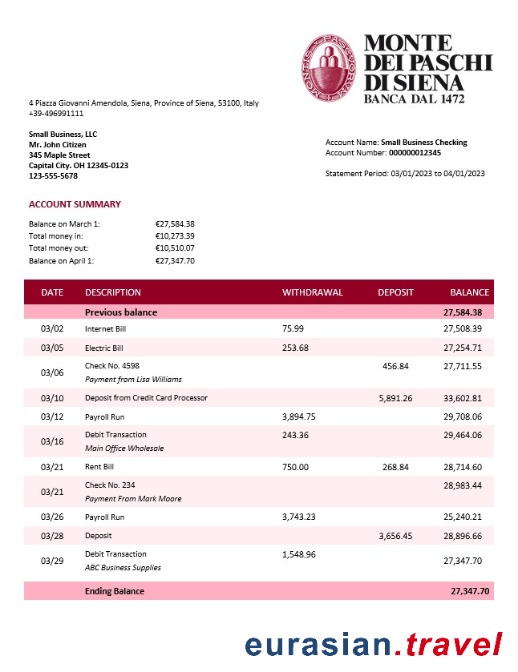 MONTE
DEI PASCHI
DI SIENA
BANCA DAL 1472
4 Piazza Giovanni Amendola, Siena, Province of Siena, 53100, Italy
+39-496991111
Small Business, LLC
Mr. John Citizen
345 Maple Street
Capital City. OH 12345-0123
123-555-5678
Account Name: Small Business Checking
Account Number: 000000012345
Statement Period: 03/01/2023 to 04/01/2023
ACCOUNT SUMMARY
Balance on March 1: €27,584.38
Total money in: €10,273.39
Total money out: €10,510.07
Balance on April 1: €27,347.70
DATE DESCRIPTION WITHDRAWAL DEPOSIT BALANCE
Previous balance 27,584.38
03/02 Internet Bill 75.99 27,508.39
03/05 Electric Bill 253.68 27,254.71
03/06 Check No. 4598 456.84 27,711.55
Payment from Lisa Williams
03/10 Deposit from Credit Card Processor 5,891.26 33,602.81
03/12 Payroll Run 3,894.75 29,708.06
03/16 Debit Transaction 243.36 29,464.06
Main Office Wholesale
03/21 Rent Bill 750.00 268.84 28,714.60
03/21 Check No. 234 28,983.44
Payment From Mark Moore
03/26 Payroll Run 3,743.23 25,240.21
03/28 Deposit 3,656.45 28,896.66
03/29 Debit Transaction 1,548.96 27,347.70
ABC Business Supplies
Ending Balance 27,347.70
eurasian.travel